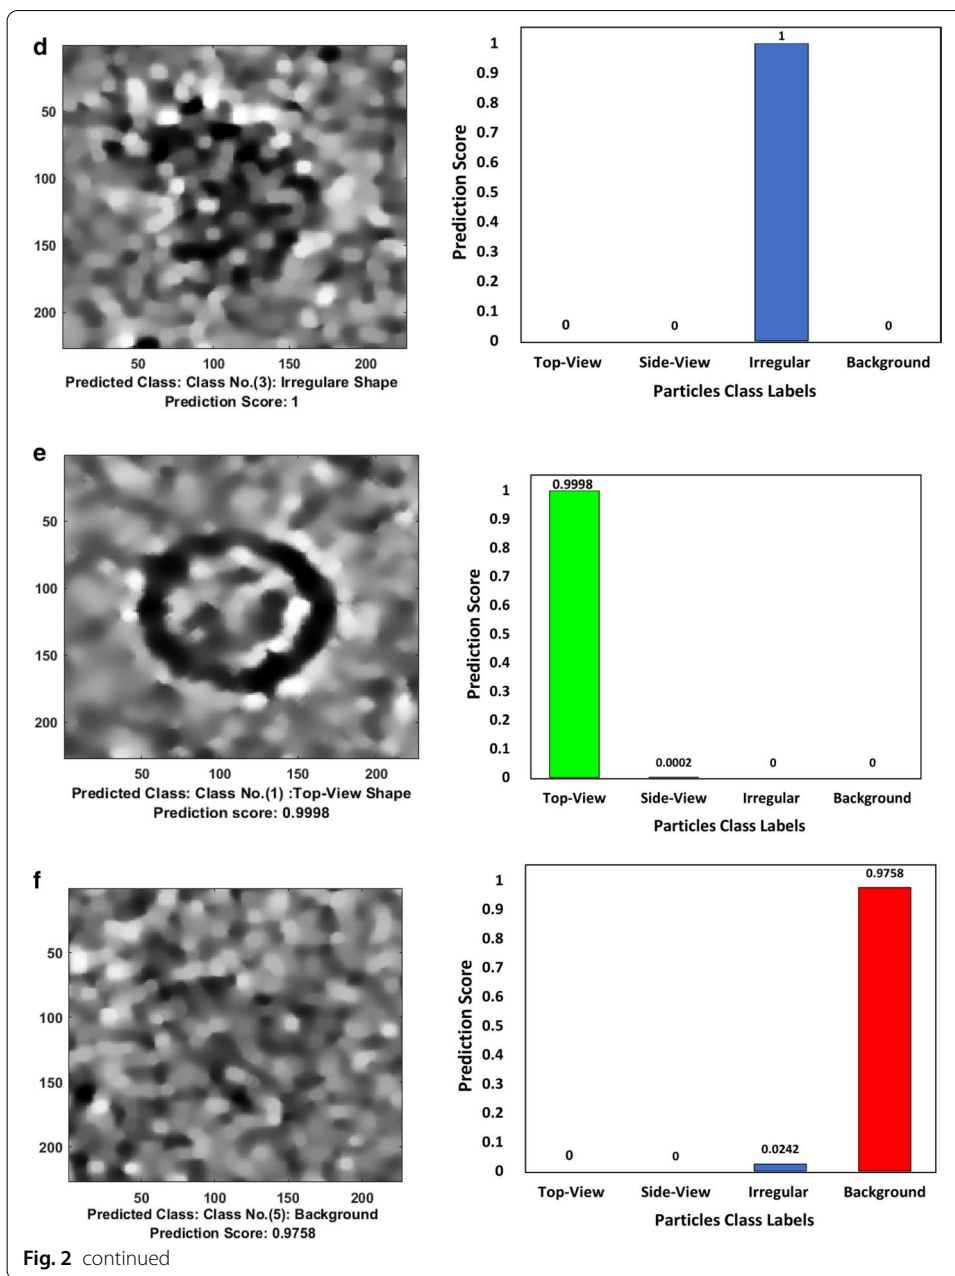 d
50
100
150
200
50 100 150 200
Predicted Class: Class No.(3): Irregulare Shape
Prediction Score: 1
Prediction Score
1
0.9
0.8
0.7
0.6
0.5
0.4
0.3
0.2
0.1
0
0 0 1 0
Top-View Side-View Irregular Background
Particles Class Labels
e
50
100
150
200
50 100 150 200
Predicted Class: Class No.(1) :Top-View Shape
Prediction score: 0.9998
Prediction Score
1
0.9
0.8
0.7
0.6
0.5
0.4
0.3
0.2
0.1
0
0.9998 0.0002 0 0
Top-View Side-View Irregular Background
Particles Class Labels
f
50
100
150
200
50 100 150 200
Predicted Class: Class No.(5): Background
Prediction Score: 0.9758
Prediction Score
1
0.9
0.8
0.7
0.6
0.5
0.4
0.3
0.2
0.1
0
0 0 0.0242 0.9758
Top-View Side-View Irregular Background
Particles Class Labels
Fig. 2 continued